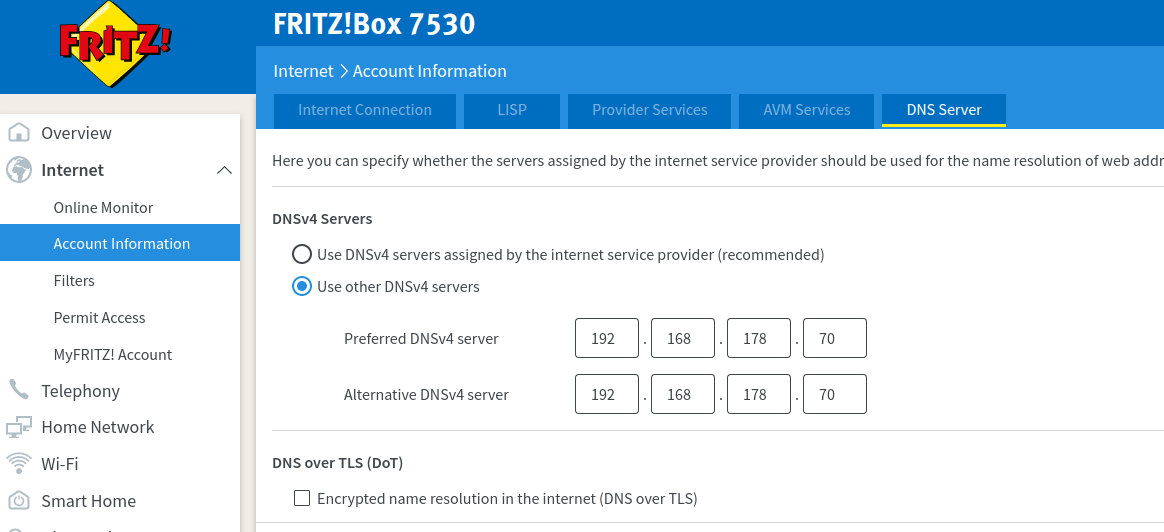 FRITZ!
FRITZ!Box 7530
Internet > Account Information
Internet Connection
LISP
Provider Services
AVM Services
DNS Server
Overview
Internet
Online Monitor
Account Information
Filters
Permit Access
MyFRITZ! Account
Telephony
Home Network
Wi-Fi
Smart Home
Here you can specify whether the servers assigned by the internet service provider should be used for the name resolution of web addr
DNSv4 Servers
Use DNSv4 servers assigned by the internet service provider (recommended)
Use other DNSv4 servers
Preferred DNSv4 server 192 . 168 . 178 . 70
Alternative DNSv4 server 192 . 168 . 178 . 70
DNS over TLS (DoT)
Encrypted name resolution in the internet (DNS over TLS)